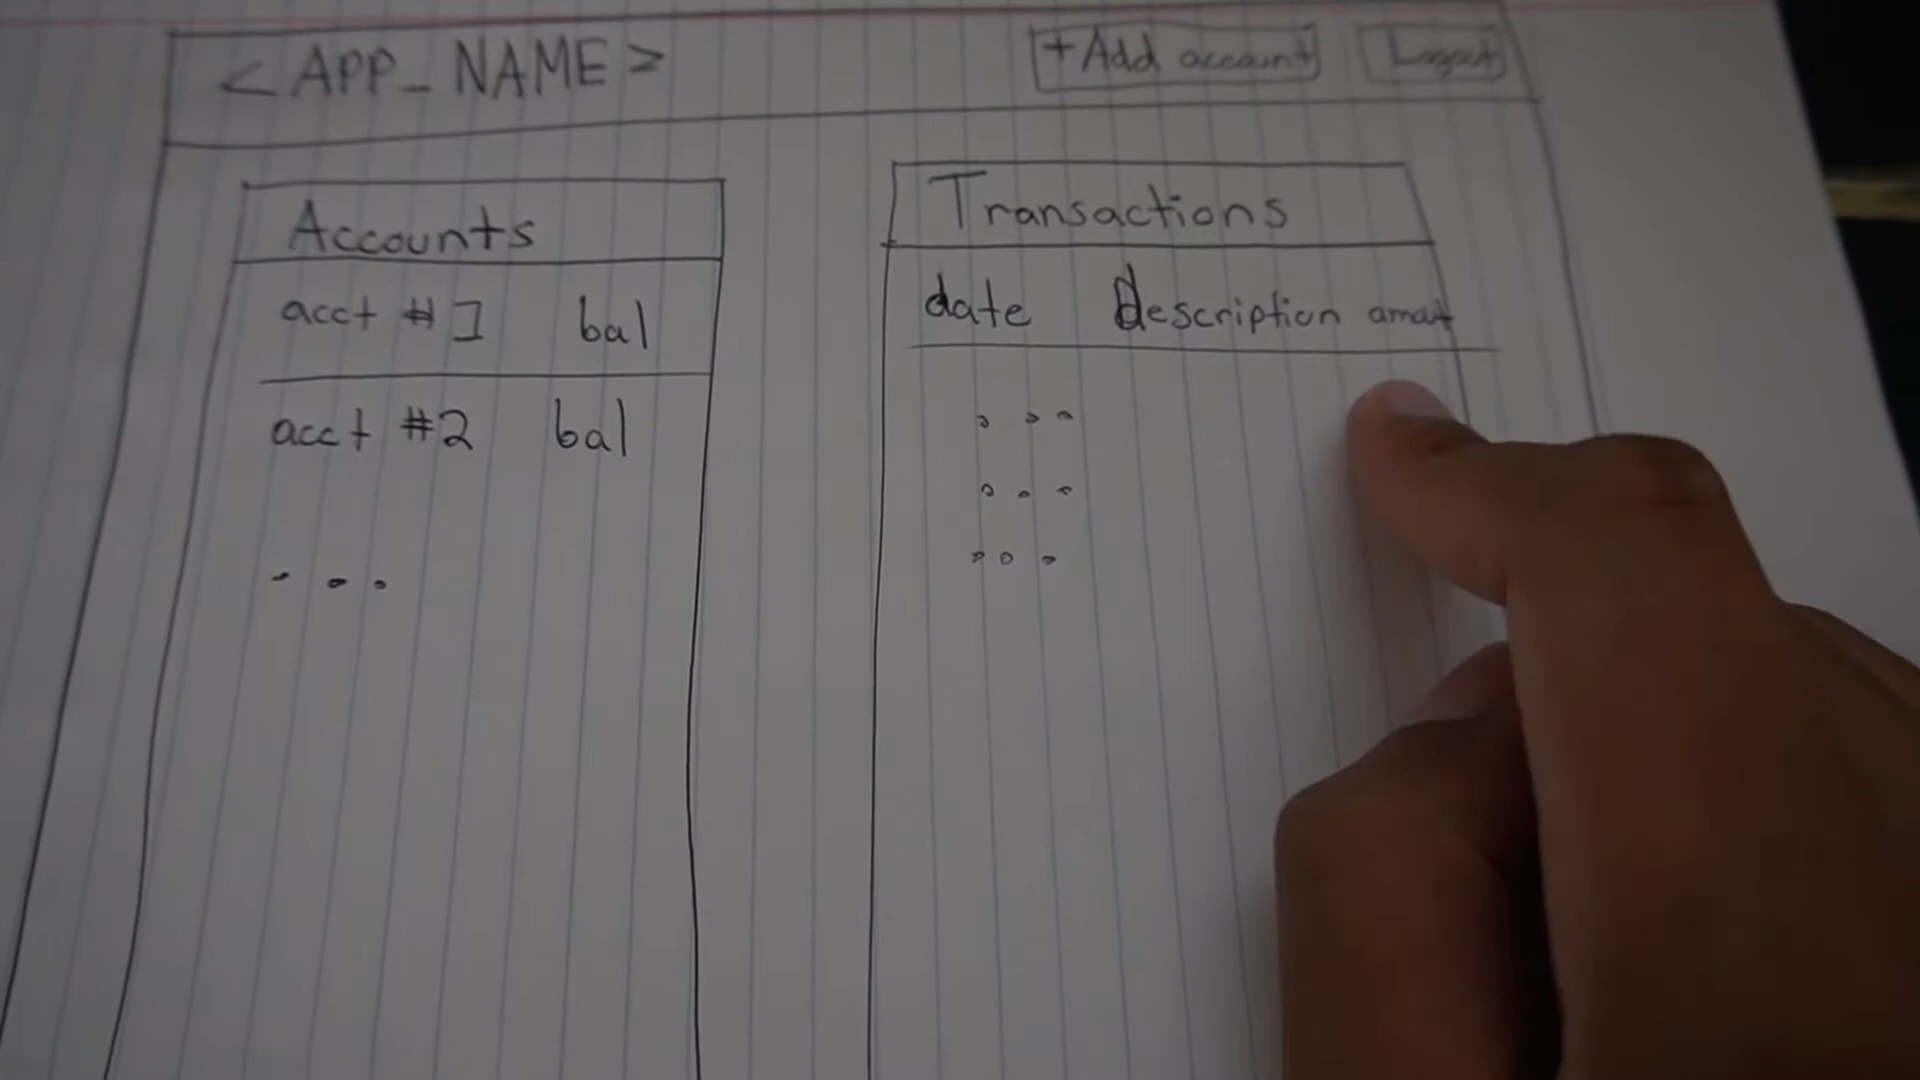 <APP_NAME>
+Add account
Logout
Accounts
acct #1 bal
acct #2 bal
...
Transactions
date Description amnt
...
...
...